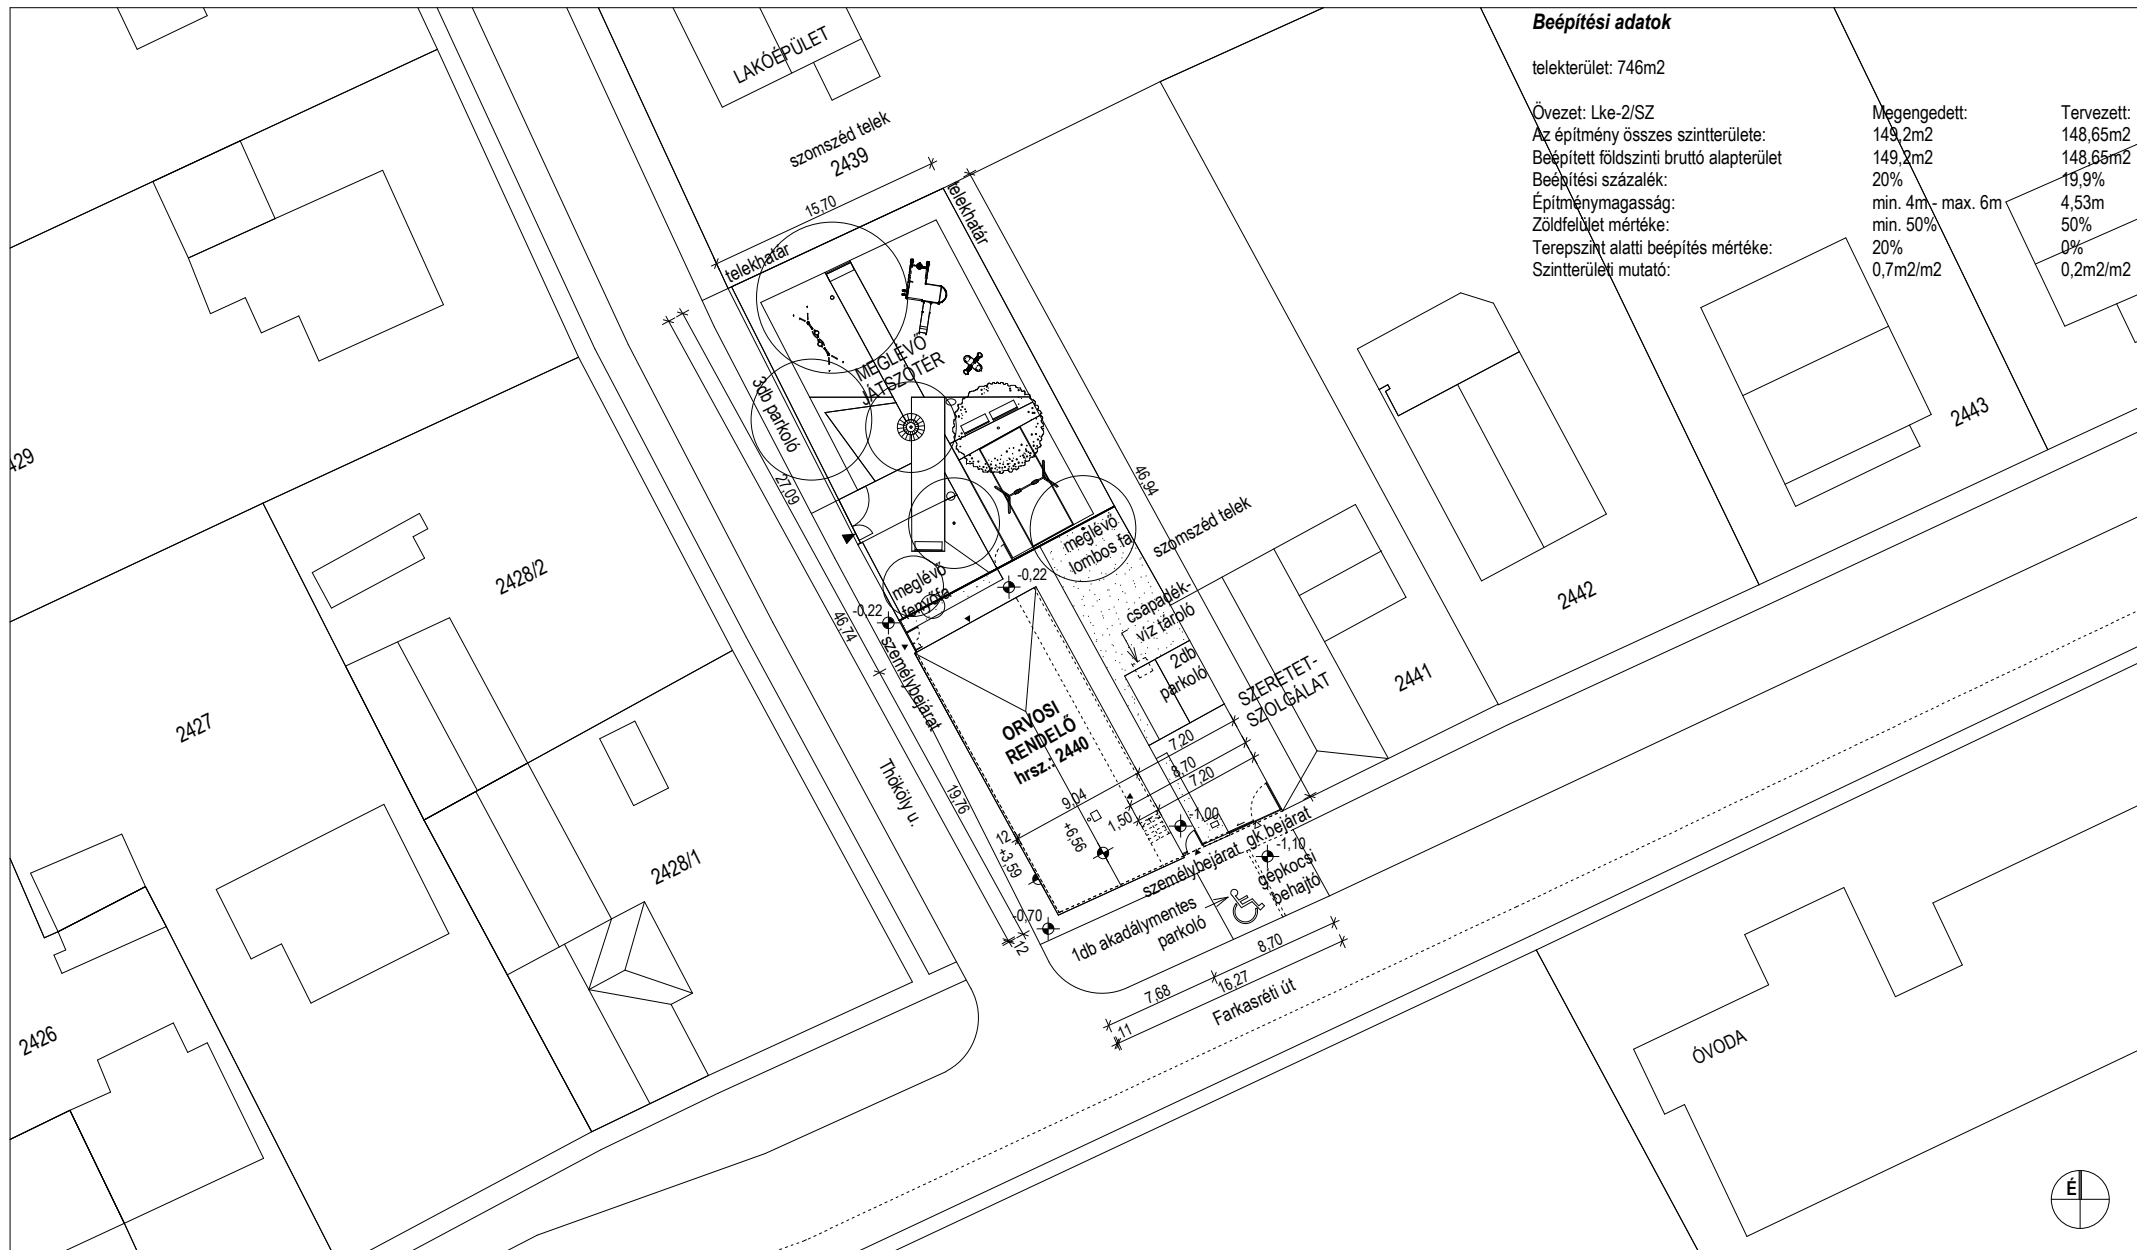 Beépítési adatok
telekterület: 746m2
Övezet: Lke-2/SZ Megengedett: Tervezett:
Az építmény összes szintterülete: 149,2m2 148,65m2
Beépített földszinti bruttó alapterület 149,2m2 148,65m2
Beépítési százalék: 20% 19,9%
Építménymagasság: min. 4m - max. 6m 4,53m
Zöldfelület mértéke: min. 50% 50%
Terepszint alatti beépítés mértéke: 20% 0%
Szintterületi mutató: 0,7m2/m2 0,2m2/m2
LAKÓÉPÜLET
szomszéd telek
2439
15,70
telekhatár
telekhatár
MEGLÉVŐ
JÁTSZÓTÉR
3db parkoló
27,09
46,94
2443
429
2428/2
szomszéd telek
meglévő
lombos fa
meglévő
fenyőfa
-0,22
-0,22
46,74
személybejárat
csapadék-
víz tároló
2db
parkoló
2442
2441
SZERETET-
SZOLGÁLAT
2427
ORVOSI
RENDELŐ
hrsz.: 2440
7,20
8,70
7,20
9,04
1,50
-1,00
+6,56
12
+3,59
19,76
Thököly u.
2428/1
személybejárat
gk.bejárat
-1,10
gépkocsi
behajtó
-0,70
12
1db akadálymentes
parkoló
8,70
7,68
16,27
11
Farkasréti út
2426
ÓVODA
É